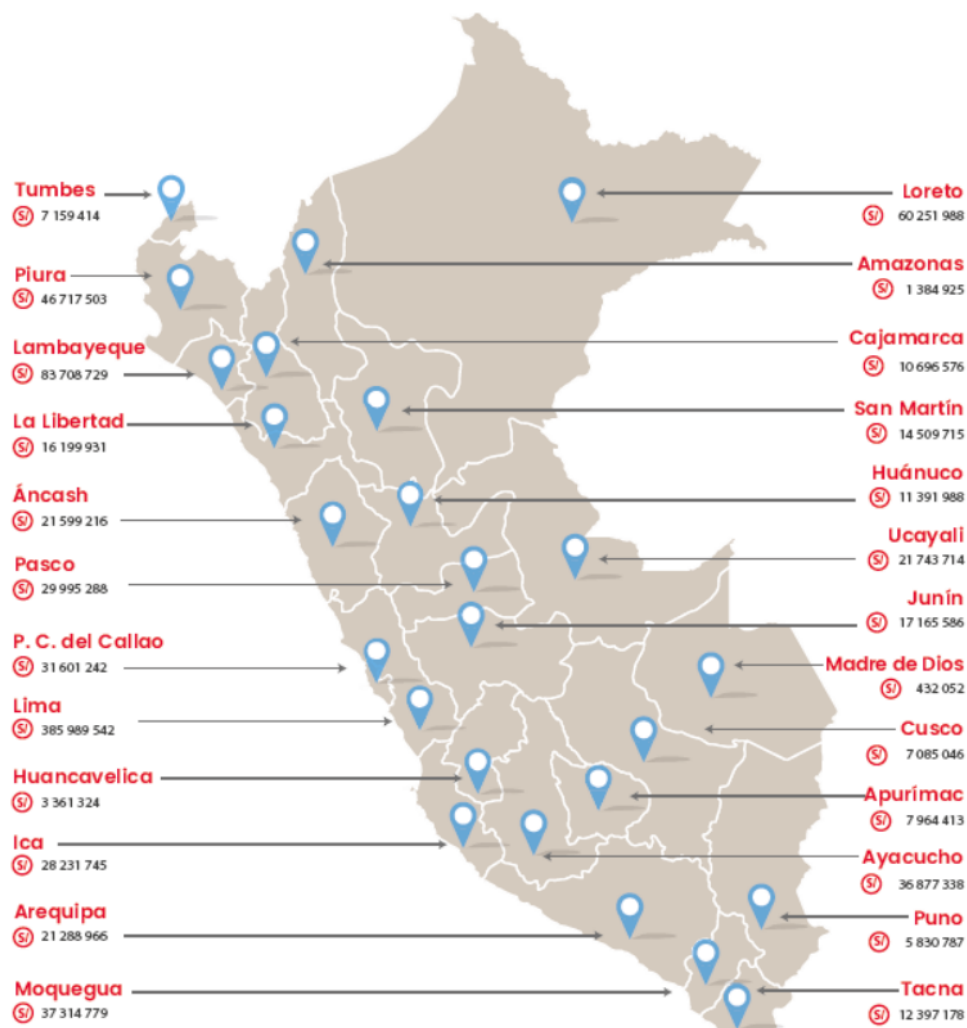 Tumbes
S/ 7 159 414
Piura
S/ 46 717 503
Lambayeque
S/ 83 708 729
La Libertad
S/ 16 199 931
Áncash
S/ 21 599 216
Pasco
S/ 29 995 288
P. C. del Callao
S/ 31 601 242
Lima
S/ 385 989 542
Huancavelica
S/ 3 361 324
Ica
S/ 28 231 745
Arequipa
S/ 21 288 966
Moquegua
S/ 37 314 779
Loreto
S/ 60 251 988
Amazonas
S/ 1 384 925
Cajamarca
S/ 10 696 576
San Martín
S/ 14 509 715
Huánuco
S/ 11 391 988
Ucayali
S/ 21 743 714
Junín
S/ 17 165 586
Madre de Dios
S/ 432 052
Cusco
S/ 7 085 046
Apurímac
S/ 7 964 413
Ayacucho
S/ 36 877 338
Puno
S/ 5 830 787
Tacna
S/ 12 397 178